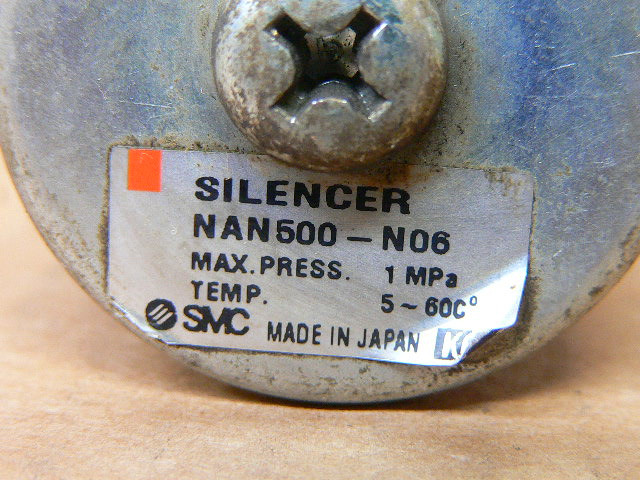 SILENCER
NAN500-N06
MAX.PRESS. 1 MPa
TEMP. 5~60C°
SMC MADE IN JAPAN